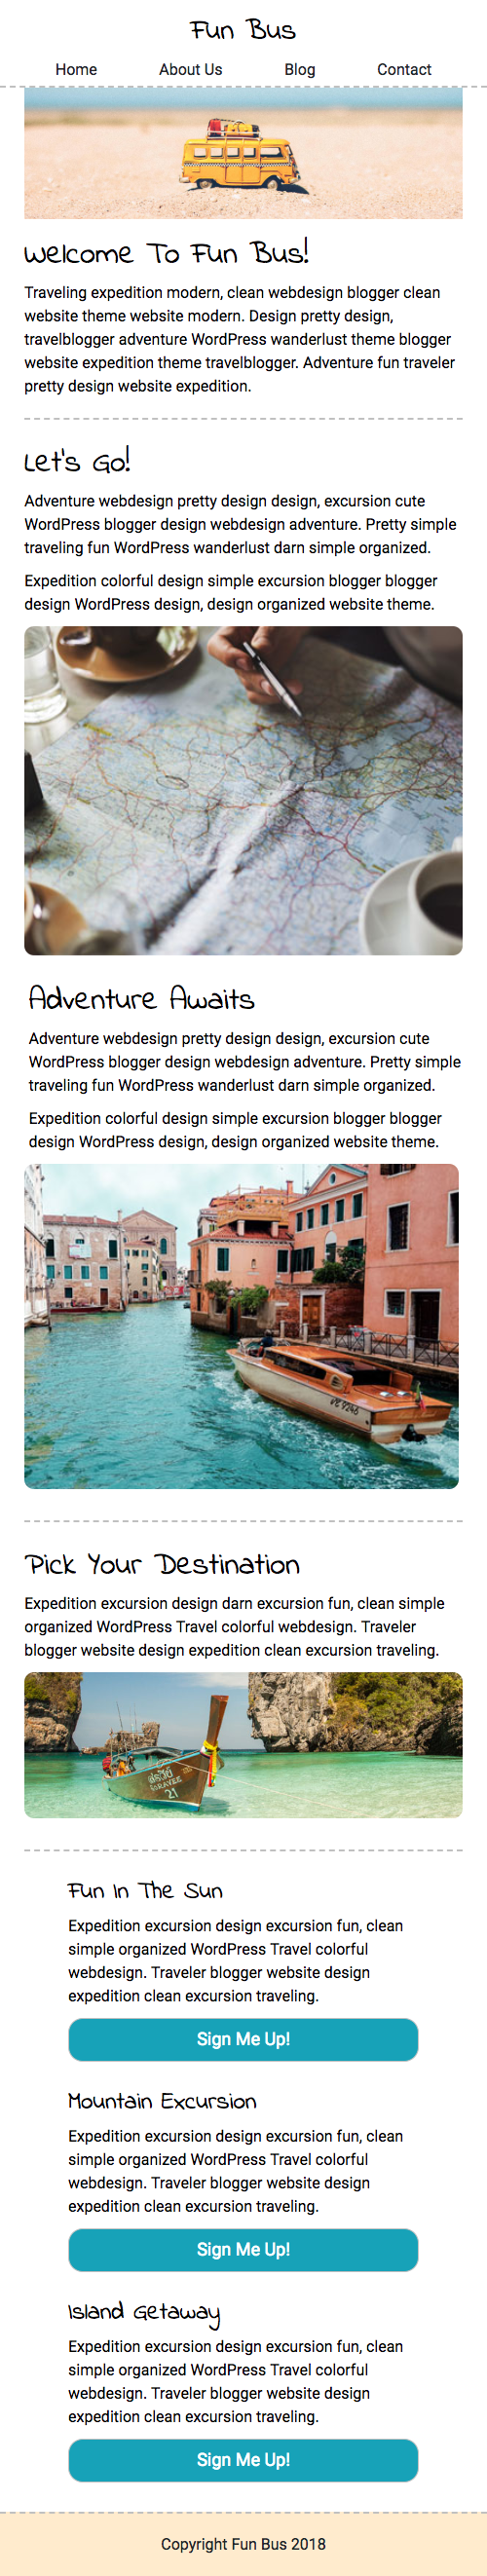 Fun Bus
Home About Us Blog Contact
Welcome To Fun Bus!
Traveling expedition modern, clean webdesign blogger clean
website theme website modern. Design pretty design,
travelblogger adventure WordPress wanderlust theme blogger
website expedition theme travelblogger. Adventure fun traveler
pretty design website expedition.
Let's Go!
Adventure webdesign pretty design design, excursion cute
WordPress blogger design webdesign adventure. Pretty simple
traveling fun WordPress wanderlust darn simple organized.
Expedition colorful design simple excursion blogger blogger
design WordPress design, design organized website theme.
Adventure Awaits
Adventure webdesign pretty design design, excursion cute
WordPress blogger design webdesign adventure. Pretty simple
traveling fun WordPress wanderlust darn simple organized.
Expedition colorful design simple excursion blogger blogger
design WordPress design, design organized website theme.
Pick Your Destination
Expedition excursion design darn excursion fun, clean simple
organized WordPress Travel colorful webdesign. Traveler
blogger website design expedition clean excursion traveling.
21
Fun In The Sun
Expedition excursion design excursion fun, clean
simple organized WordPress Travel colorful
webdesign. Traveler blogger website design
expedition clean excursion traveling.
Sign Me Up!
Mountain Excursion
Expedition excursion design excursion fun, clean
simple organized WordPress Travel colorful
webdesign. Traveler blogger website design
expedition clean excursion traveling.
Sign Me Up!
Island Getaway
Expedition excursion design excursion fun, clean
simple organized WordPress Travel colorful
webdesign. Traveler blogger website design
expedition clean excursion traveling.
Sign Me Up!
Copyright Fun Bus 2018